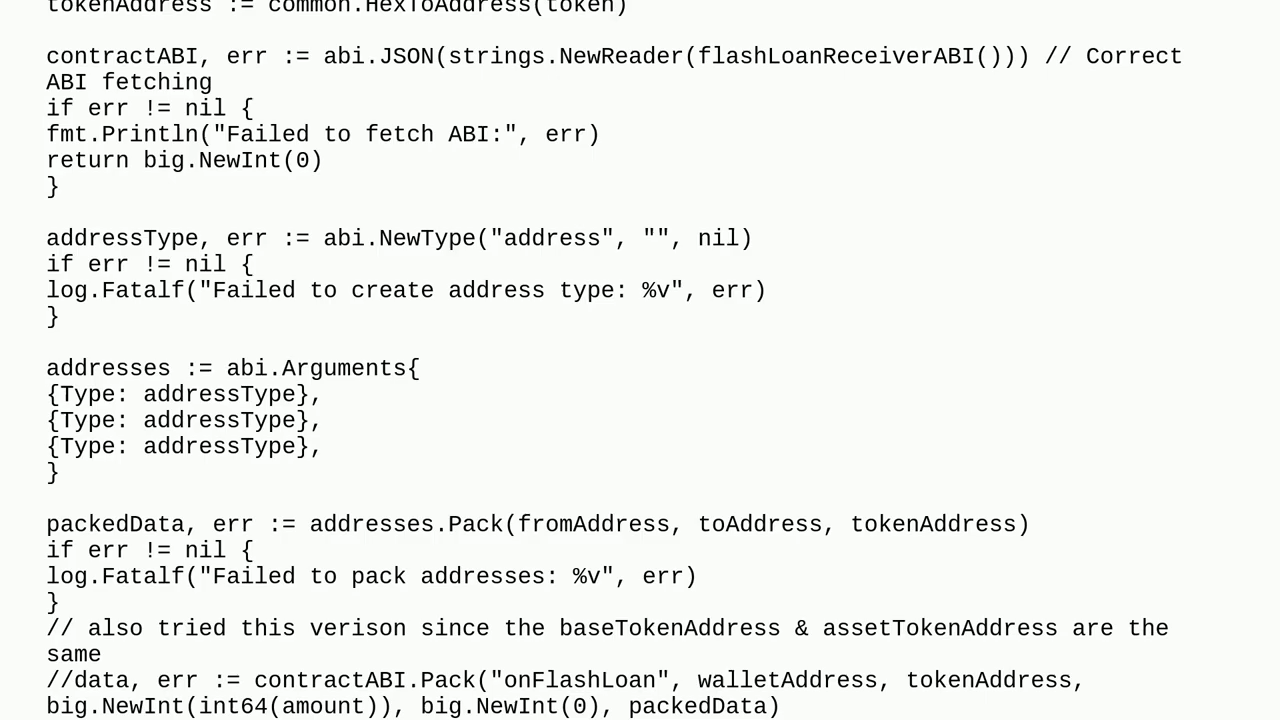 tokenAddress := common.HexToAddress(token)
contractABI, err := abi.JSON(strings.NewReader(flashLoanReceiverABI())) // Correct
ABI fetching
if err != nil {
fmt.Println("Failed to fetch ABI:", err)
return big.NewInt(0)
}
addressType, err := abi.NewType("address", "", nil)
if err != nil {
log.Fatalf("Failed to create address type: %v", err)
}
addresses := abi.Arguments{
{Type: addressType},
{Type: addressType},
{Type: addressType},
}
packedData, err := addresses.Pack(fromAddress, toAddress, tokenAddress)
if err != nil {
log.Fatalf("Failed to pack addresses: %v", err)
}
// also tried this verison since the baseTokenAddress & assetTokenAddress are the
same
//data, err := contractABI.Pack("onFlashLoan", walletAddress, tokenAddress,
big.NewInt(int64(amount)), big.NewInt(0), packedData)